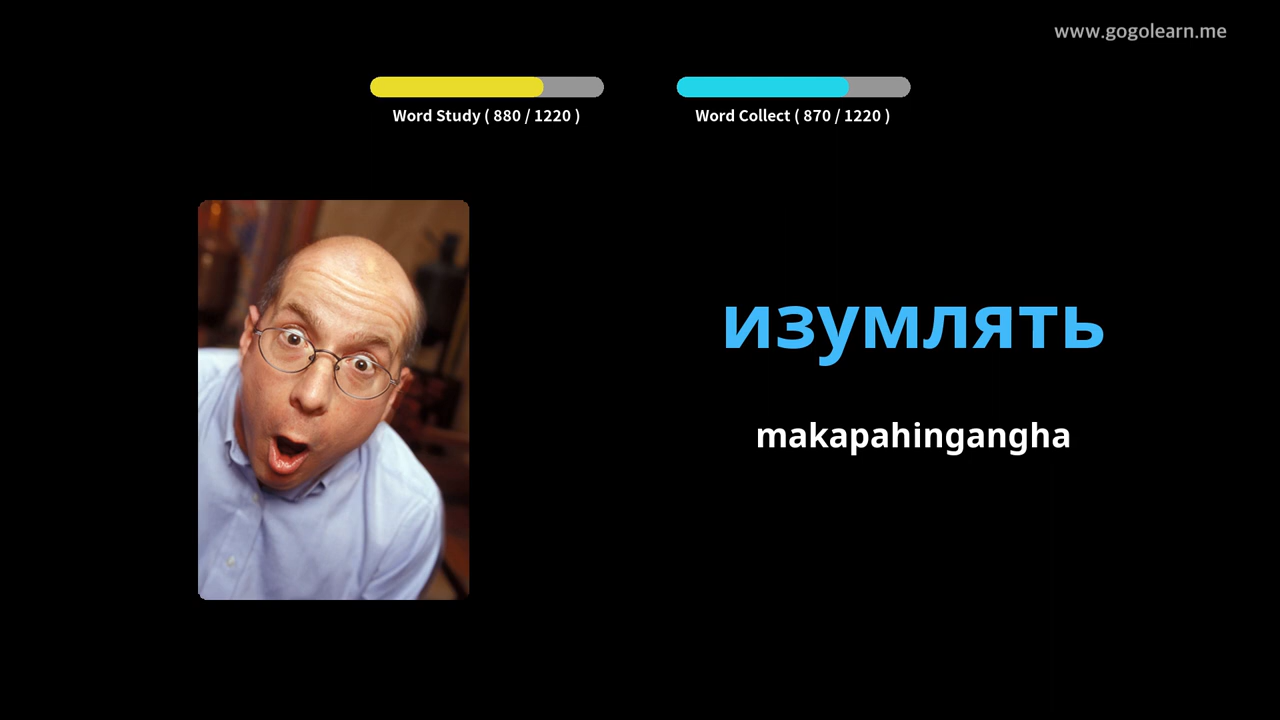 www.gogolearn.me
Word Study ( 880 / 1220 )
Word Collect ( 870 / 1220 )
изумлять
makapahingangha